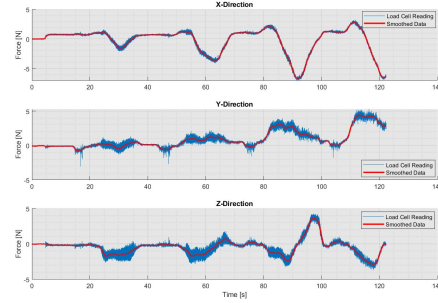 X-Direction
5
0
-5
Force [N]
0 20 40 60 80 100 120 140
Load Cell Reading
Smoothed Data
Y-Direction
5
0
-5
Force [N]
0 20 40 60 80 100 120 140
Load Cell Reading
Smoothed Data
Z-Direction
5
0
-5
Force [N]
0 20 40 60 80 100 120 140
Load Cell Reading
Smoothed Data
Time [s]